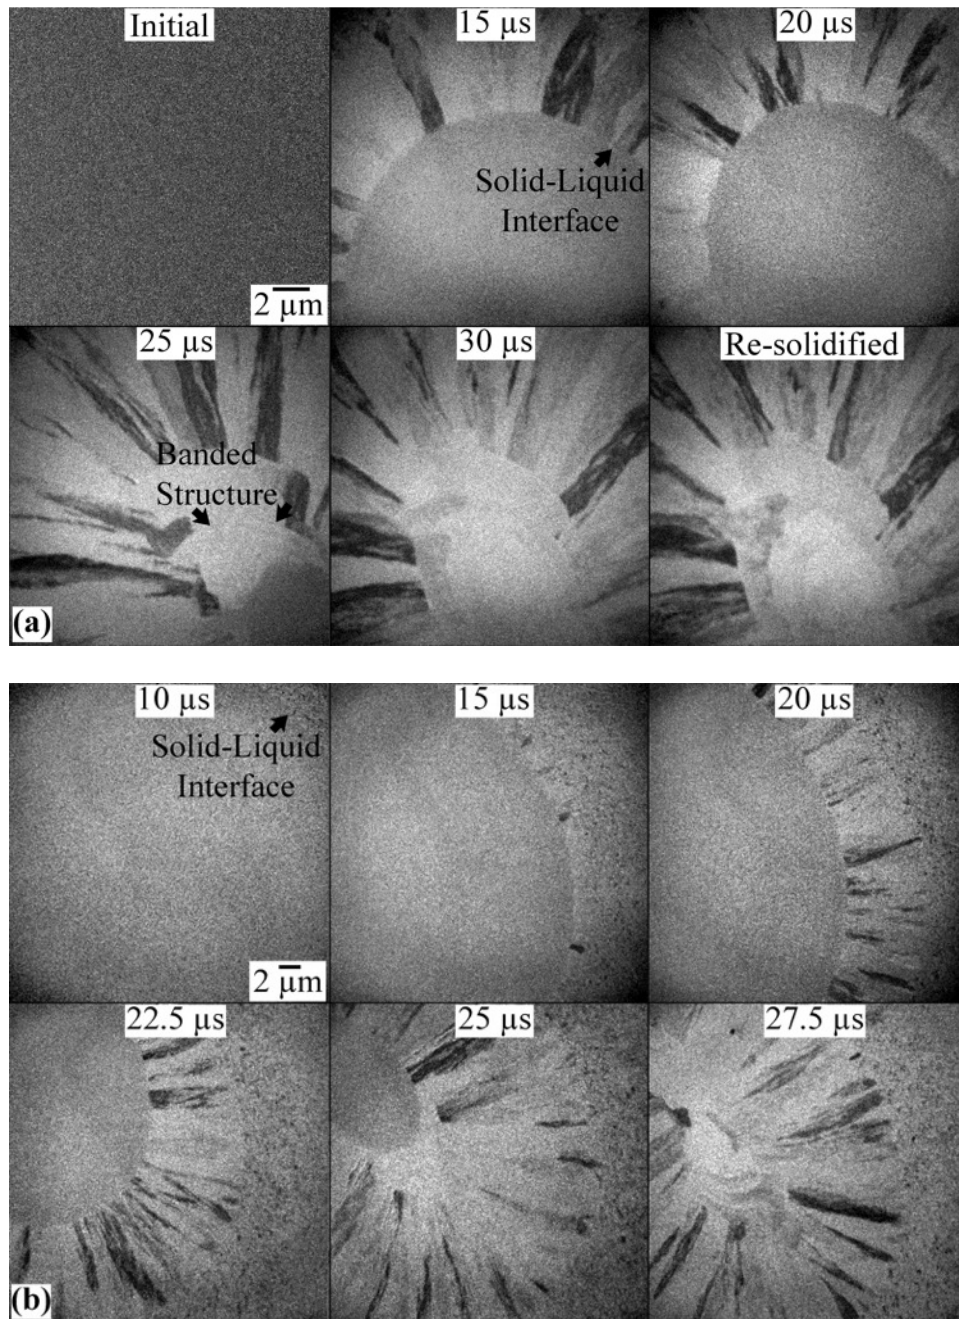 Initial
15 µs
20 µs
Solid-Liquid
Interface
2 µm
25 µs
30 µs
Re-solidified
Banded
Structure
(a)
10 µs
15 µs
20 µs
Solid-Liquid
Interface
2 µm
22.5 µs
25 µs
27.5 µs
(b)